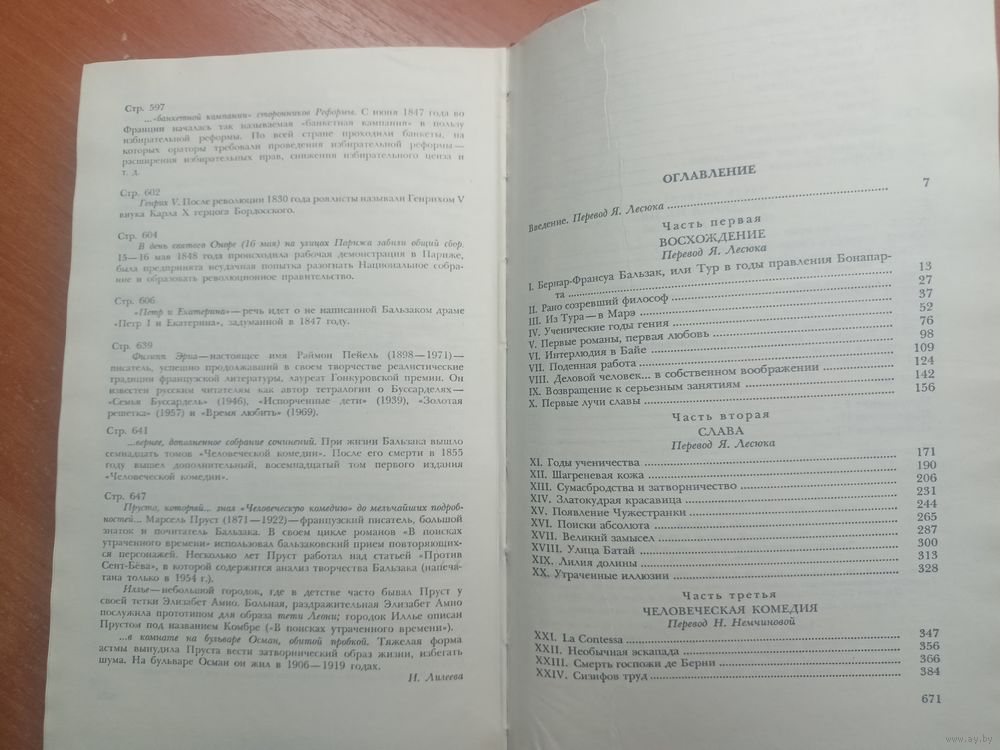 Стр. 597
...«банкетной кампании» сторонников Реформы. С июня 1847 года во
Франции началась так называемая «банкетная кампания» в пользу
избирательной реформы. По всей стране проходили банкеты, на
которых ораторы требовали проведения избирательной реформы—
расширения избирательных прав, снижения избирательного ценза и
т. д.
Стр. 602
Генрих V. После революции 1830 года роялисты называли Генрихом V
внука Карла X герцога Бордосского.
Стр. 604
В день святого Оноре (16 мая) на улицах Парижа забили общий сбор.
15—16 мая 1848 года происходила рабочая демонстрация в Париже,
была предпринята неудачная попытка разогнать Национальное собра-
ние и образовать революционное правительство.
Стр. 606
«Петр и Екатерина»—речь идет о не написанной Бальзаком драме
«Петр I и Екатерина», задуманной в 1847 году.
Стр. 639
Филипп Эриа—настоящее имя Раймон Пейель (1898—1971)—
писатель, успешно продолжавший в своем творчестве реалистические
традиции французской литературы, лауреат Гонкуровской премии. Он
известен русским читателям как автор тетралогии о Буссарделях—
«Семья Буссардель» (1946), «Испорченные дети» (1939), «Золотая
решетка» (1957) и «Время любить» (1969).
Стр. 641
...вернее, дополненное собрание сочинений. При жизни Бальзака вышло
семнадцать томов «Человеческой комедии». После его смерти в 1855
году вышел дополнительный, восемнадцатый том первого издания
«Человеческой комедии».
Стр. 647
Пруста, который... знал «Человеческую комедию» до мельчайших подроб-
ностей... Марсель Пруст (1871—1922)—французский писатель, большой
знаток и почитатель Бальзака. В своем цикле романов «В поисках
утраченного времени» использовал бальзаковский прием повторяющих-
ся персонажей. Несколько лет Пруст работал над статьей «Против
Сент-Бёва», в которой содержится анализ творчества Бальзака (напеча-
тана только в 1954 г.).
Иллье—небольшой городок, где в детстве часто бывал Пруст у
своей тетки Элизабет Амио. Больная, раздражительная Элизабет Амио
послужила прототипом для образа тети Леони; городок Иллье описан
Прустом под названием Комбре («В поисках утраченного времени»).
...в комнате на бульваре Осман, обитой пробкой. Тяжелая форма
астмы вынудила Пруста вести затворнический образ жизни, избегать
шума. На бульваре Осман он жил в 1906—1919 годах.
И. Лилеева
ОГЛАВЛЕНИЕ
Введение. Перевод Я. Лесюка 7
Часть первая
ВОСХОЖДЕНИЕ
Перевод Я. Лесюка
I. Бернар-Франсуа Бальзак, или Тур в годы правления Бонапар-
та 13
II. Рано созревший философ 27
III. Из Тура—в Марэ 37
IV. Ученические годы гения 52
V. Первые романы, первая любовь 76
VI. Интерлюдия в Байе 98
VII. Поденная работа 109
VIII. Деловой человек... в собственном воображении 124
IX. Возвращение к серьезным занятиям 142
X. Первые лучи славы 156
Часть вторая
СЛАВА
Перевод Я. Лесюка
XI. Годы ученичества 171
XII. Шагреневая кожа 190
XIII. Сумасбродства и затворничество 206
XIV. Златокудрая красавица 231
XV. Появление Чужестранки 244
XVI. Поиски абсолюта 265
XVII. Великий замысел 287
XVIII. Улица Батай 300
XIX. Лилия долины 313
XX. Утраченные иллюзии 328
Часть третья
ЧЕЛОВЕЧЕСКАЯ КОМЕДИЯ
Перевод Н. Немчиновой
XXI. La Contessa 347
XXII. Необычная эскапада 356
XXIII. Смерть госпожи де Берни 366
XXIV. Сизифов труд 384
671
www.ay.by